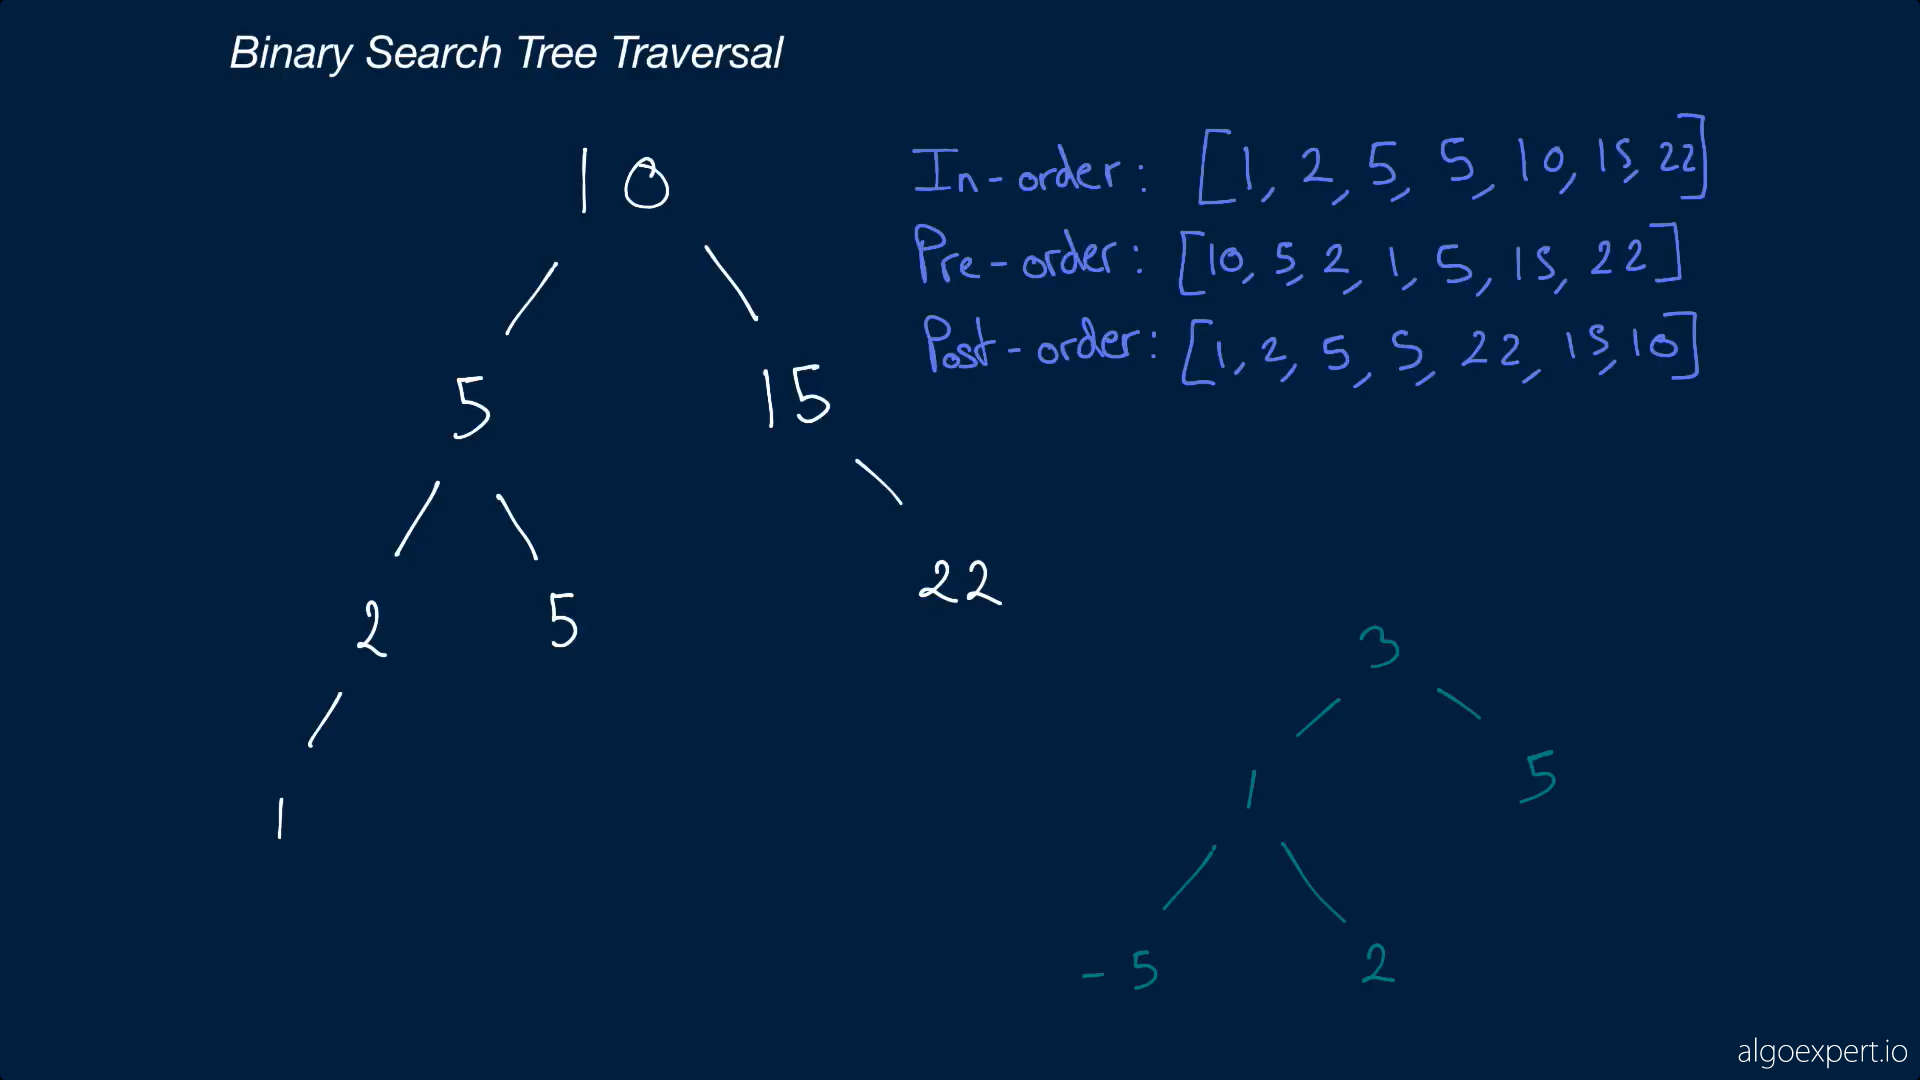 Binary Search Tree Traversal
In-order: [1, 2, 5, 5, 10, 15, 22]
Pre-order: [10, 5, 2, 1, 5, 15, 22]
Post-order: [1, 2, 5, 5, 22, 15, 10]
10
5 15
2 5 22
1
3
1 5
-5 2
algoexpert.io